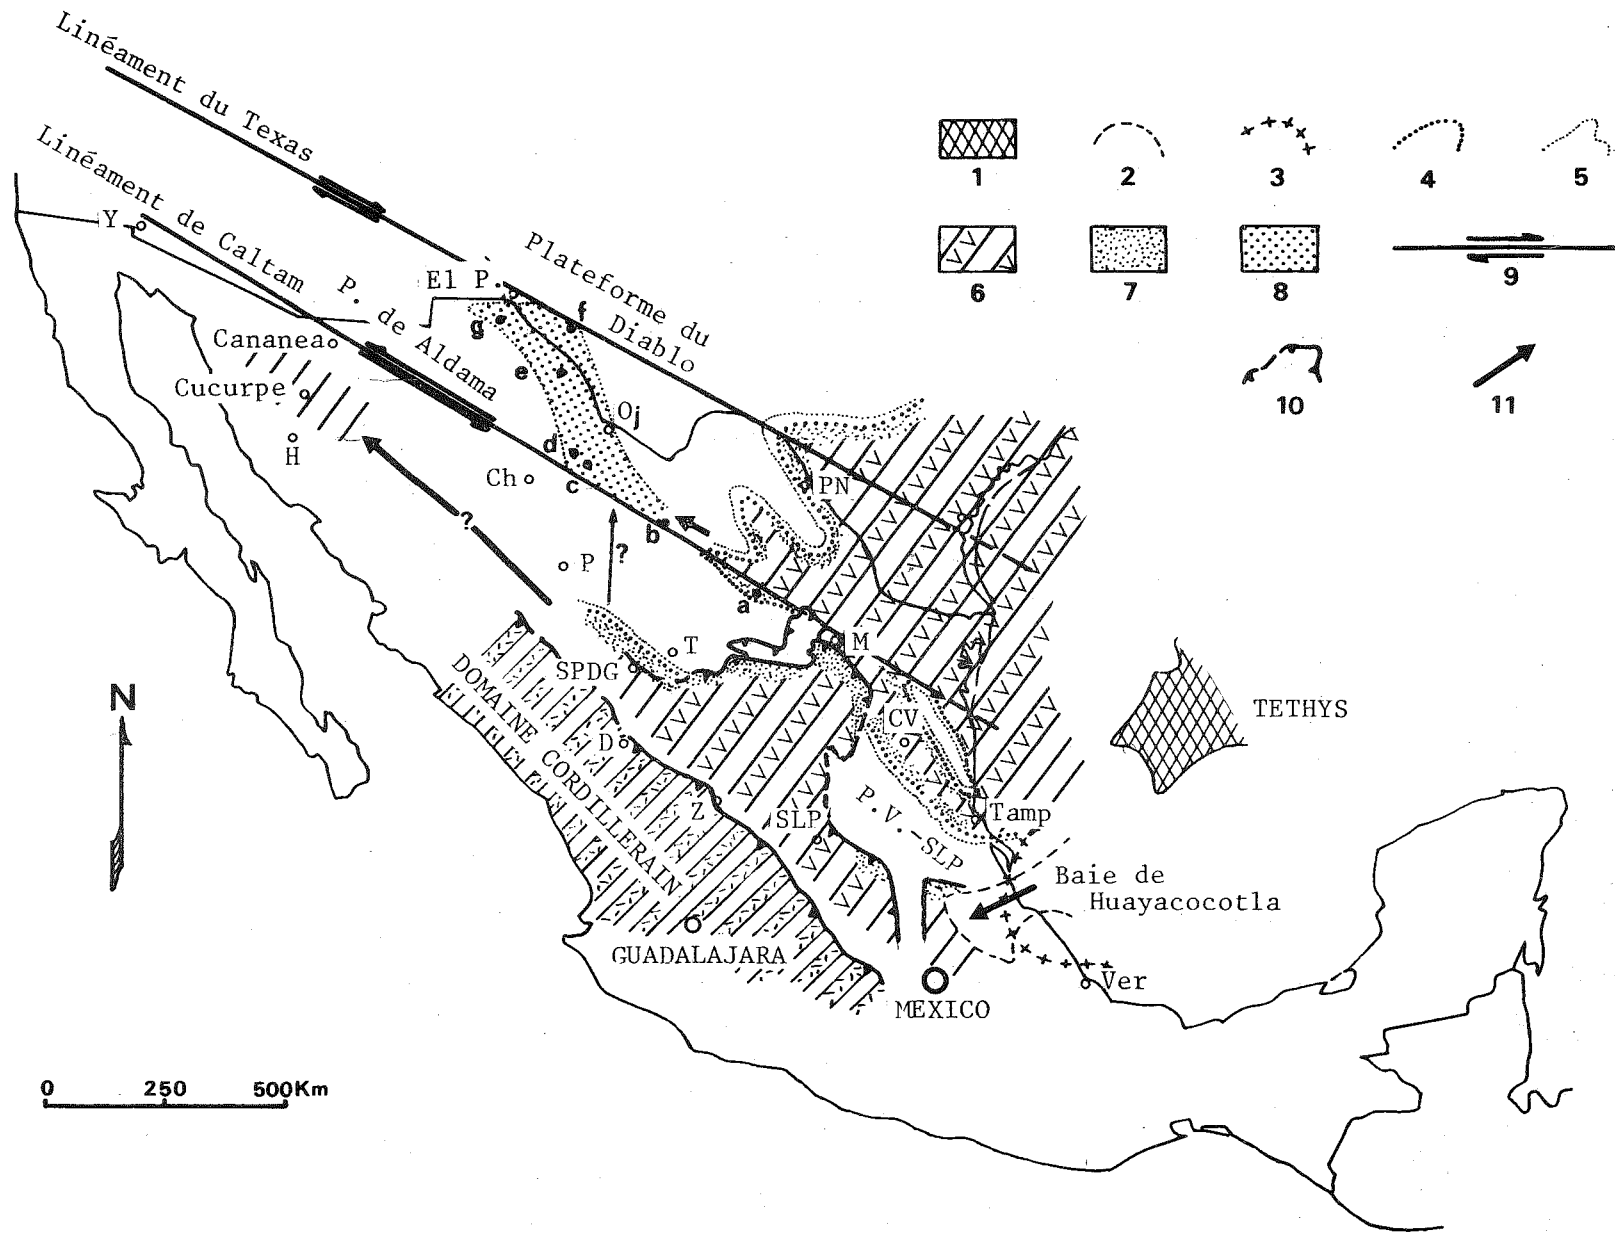 Linéament du Texas
Linéament de Caltam
Y
P. de Aldama
El P.
Plateforme du
Diablo
1
2
3
4
5
6
7
8
9
10
11
g
f
e
Oj
d
c
b
a
Cananea
Cucurpe
H
Ch
P
?
?
PN
M
T
SPDG
CV
D
Z
SLP
P.V.-SLP
Tamp
DOMAINE CORDILLERAIN
TETHYS
N
Baie de
Huayacocotla
GUADALAJARA
MEXICO
Ver
0 250 500Km